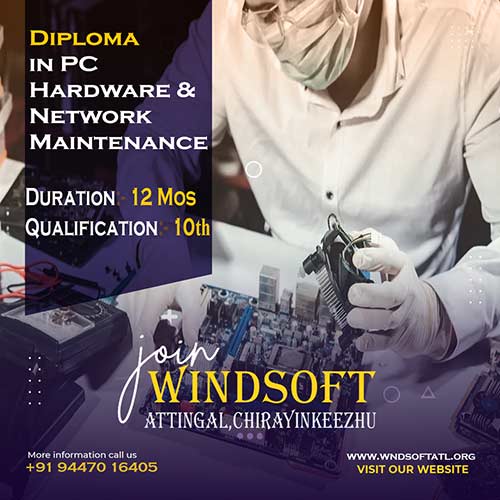 Diploma
in PC
Hardware &
Network
Maintenance
Duration:- 12 Mos
Qualification:- 10th
join
WINDSOFT
ATTINGAL,CHIRAYINKEEZHU
More information call us
+91 94470 16405
WWW.WNDSOFTATL.ORG
VISIT OUR WEBSITE